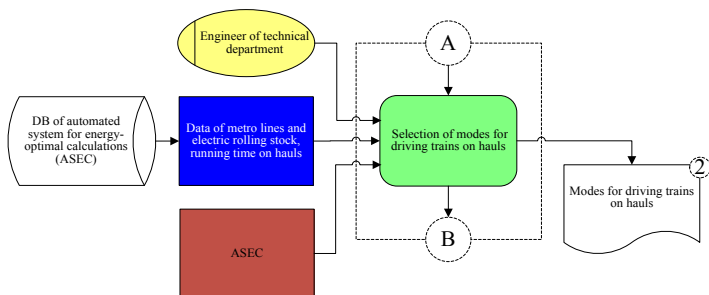 Engineer of technical
department
A
DB of automated
system for energy-
optimal calculations
(ASEC)
Data of metro lines and
electric rolling stock,
running time on hauls
Selection of modes for
driving trains on hauls
2
Modes for driving trains
on hauls
ASEC
B